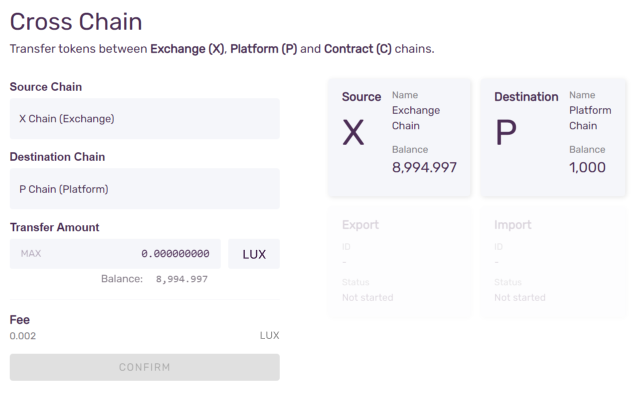 Cross Chain
Transfer tokens between Exchange (X), Platform (P) and Contract (C) chains.
Source Chain
X Chain (Exchange)
Destination Chain
P Chain (Platform)
Transfer Amount
MAX 0.000000000 LUX
Balance: 8,994.997
Fee
0.002 LUX
CONFIRM
Source
X
Name
Exchange
Chain
Balance
8,994.997
Destination
P
Name
Platform
Chain
Balance
1,000
Export
ID
-
Status
Not started
Import
ID
-
Status
Not started